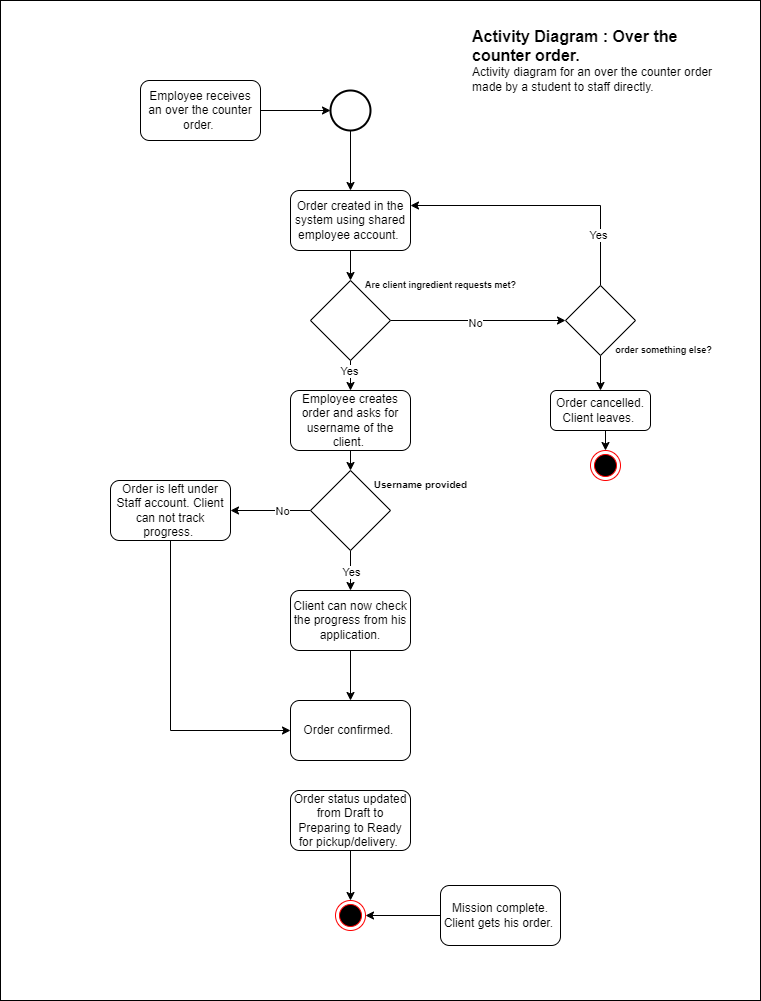 Activity Diagram : Over the
counter order.
Activity diagram for an over the counter order
made by a student to staff directly.
Employee receives
an over the counter
order.
Order created in the
system using shared
employee account.
Yes
Are client ingredient requests met?
No
order something else?
Yes
Order cancelled.
Client leaves.
Employee creates
order and asks for
username of the
client.
Username provided
No
Order is left under
Staff account. Client
can not track
progress.
Yes
Client can now check
the progress from his
application.
Order confirmed.
Order status updated
from Draft to
Preparing to Ready
for pickup/delivery.
Mission complete.
Client gets his order.